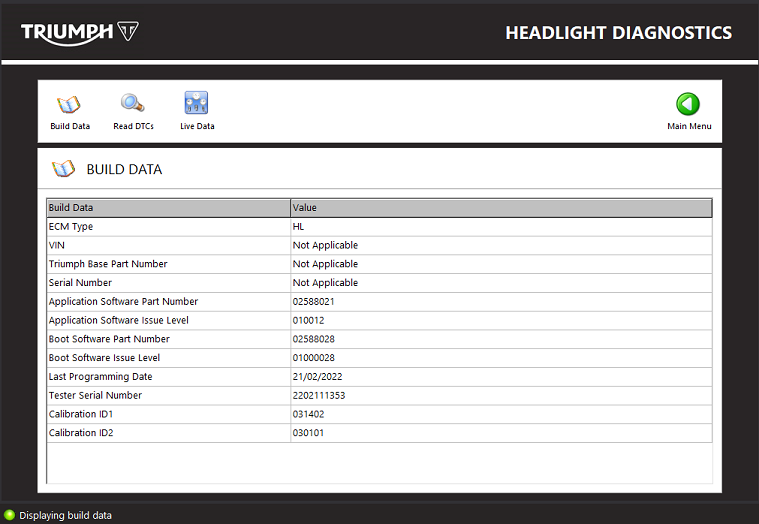 TRIUMPH
HEADLIGHT DIAGNOSTICS
Build Data Read DTCs Live Data Main Menu
BUILD DATA
Build Data Value
ECM Type HL
VIN Not Applicable
Triumph Base Part Number Not Applicable
Serial Number Not Applicable
Application Software Part Number 02588021
Application Software Issue Level 010012
Boot Software Part Number 02588028
Boot Software Issue Level 01000028
Last Programming Date 21/02/2022
Tester Serial Number 2202111353
Calibration ID1 031402
Calibration ID2 030101
Displaying build data